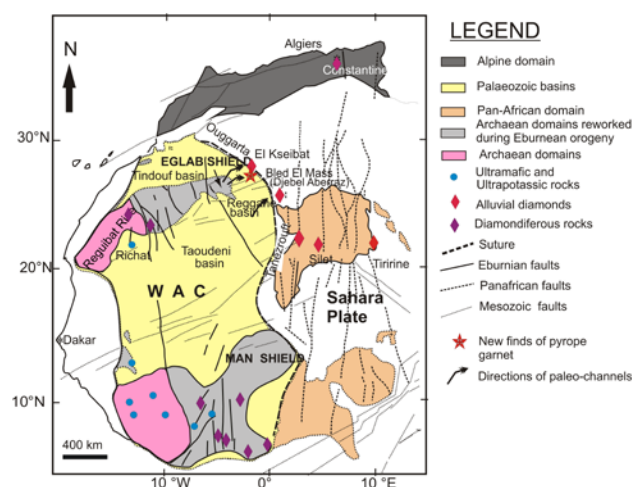 N
Algiers
Constantine
30°N
Ouggarta
El Kseibat
EGLAB SHIELD
Bled El Mass
(Djebel Aberraz)
Tindouf basin
Reggane
basin
Reguibat Rise
Tanezrouft
Taoudeni
basin
Richat
Silet
Tiririne
20°N
W A C
Sahara
Plate
Dakar
MAN SHIELD
10°N
400 km
10 °W
0°
10 °E
LEGEND
Alpine domain
Palaeozoic basins
Pan-African domain
Archaean domains reworked
during Eburnean orogeny
Archaean domains
Ultramafic and
Ultrapotassic rocks
Alluvial diamonds
Diamondiferous rocks
Suture
Eburnian faults
Panafrican faults
Mesozoic faults
New finds of pyrope
garnet
Directions of paleo-channels